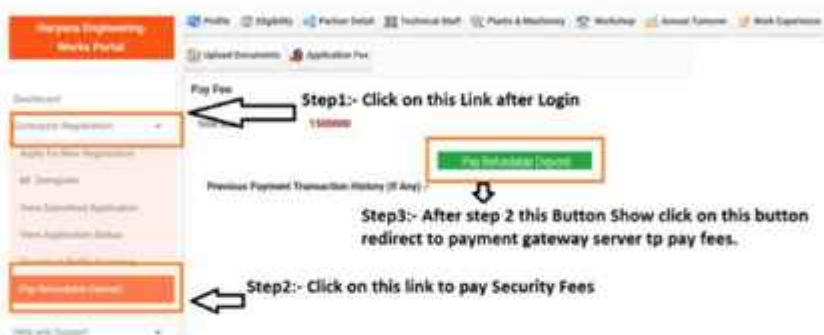 Haryana Engineering
Works Portal
Profile Eligibility Partner Detail Technical Staff Plants & Machinery Workshop Annual Turnover Work Experience
Upload Documents Application Fee
Dashboard
Pay Fee
Step1:- Click on this Link after Login
Contractor Registration
1500000
Apply For New Registration
Pay Refundable Deposit
Previous Payment Transaction History (If Any) :-
View Submitted Application
Step3:- After step 2 this Button Show click on this button
redirect to payment gateway server tp pay fees.
View Application Status
Pay Refundable Deposit
Step2:- Click on this link to pay Security Fees
Help and Support